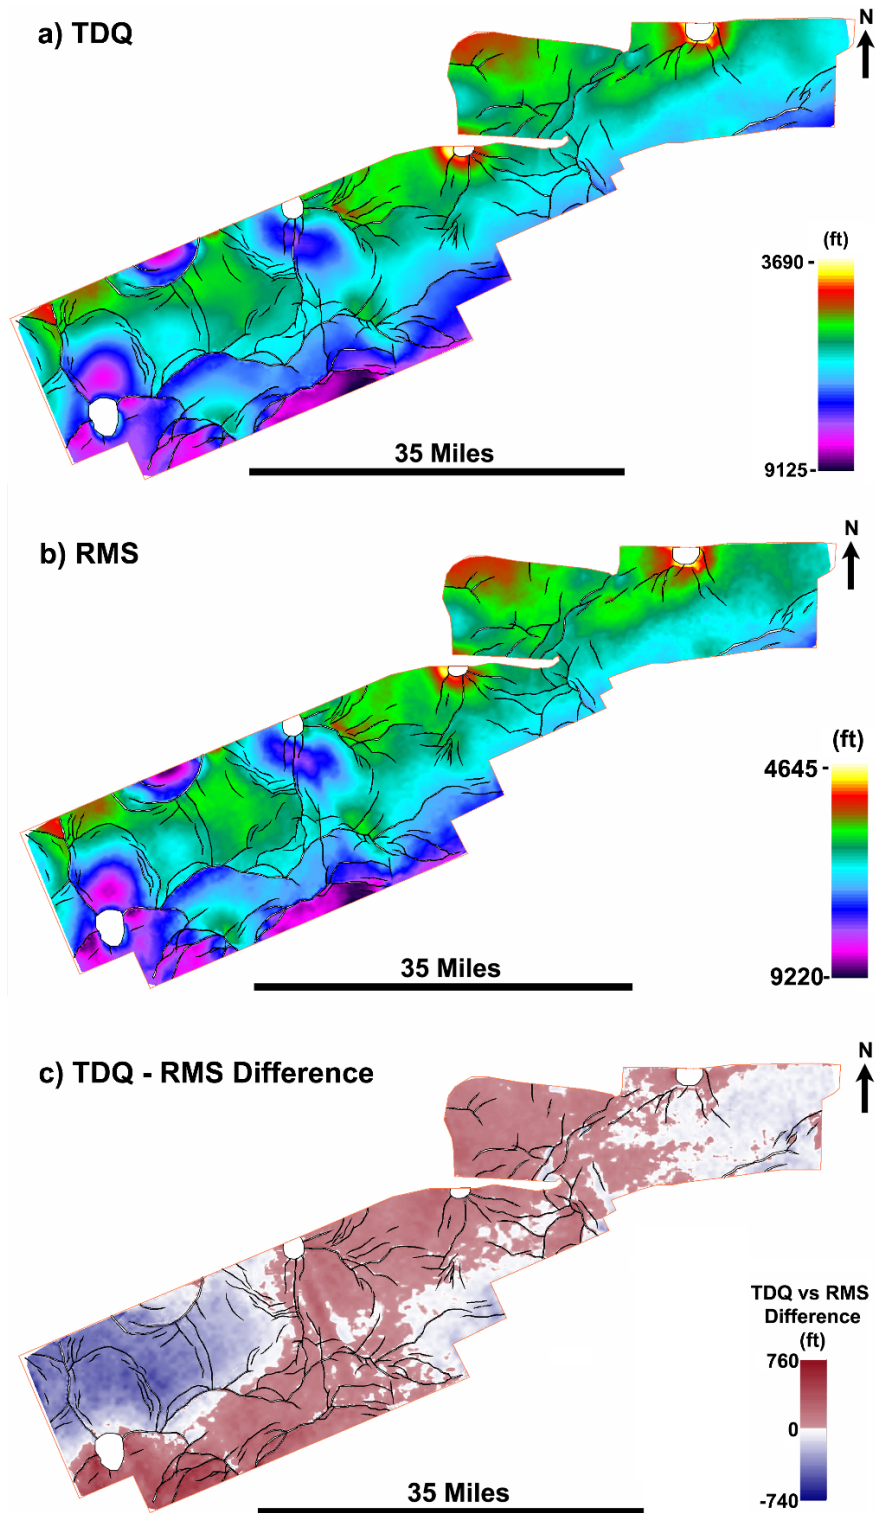 a) TDQ
N
(ft)
3690
9125
35 Miles
b) RMS
N
(ft)
4645
9220
35 Miles
c) TDQ - RMS Difference
N
TDQ vs RMS
Difference
(ft)
760
0
-740
35 Miles